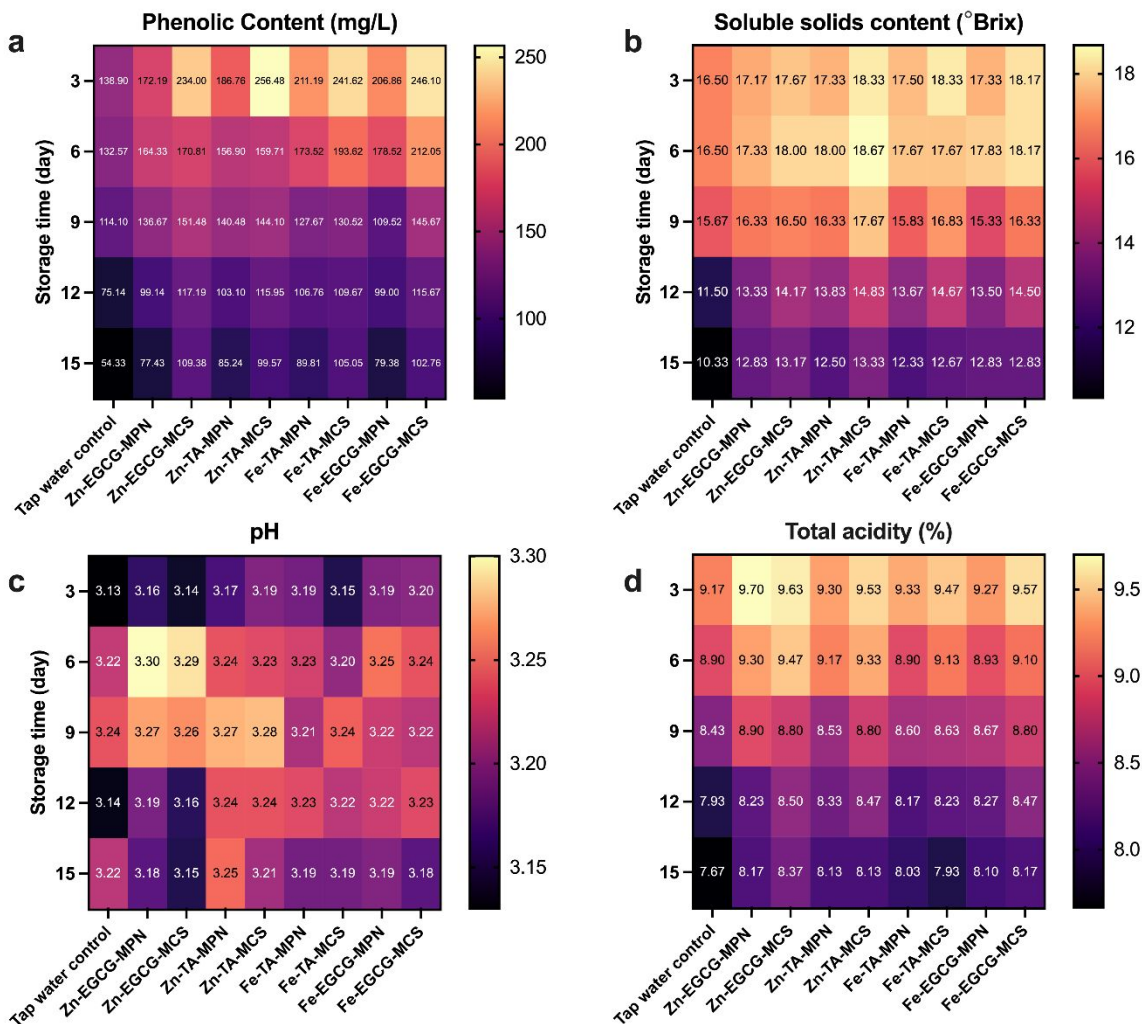 a
Phenolic Content (mg/L)
Storage time (day)
3 138.90 172.19 234.00 186.76 256.48 211.19 241.62 206.86 246.10
6 132.57 164.33 170.81 156.90 159.71 173.52 193.62 178.52 212.05
9 114.10 136.67 151.48 140.48 144.10 127.67 130.52 109.52 145.67
12 75.14 99.14 117.19 103.10 115.95 106.76 109.67 99.00 115.67
15 54.33 77.43 109.38 85.24 99.57 89.81 105.05 79.38 102.76
Tap water control
Zn-EGCG-MPN
Zn-EGCG-MCS
Zn-TA-MPN
Zn-TA-MCS
Fe-TA-MPN
Fe-TA-MCS
Fe-EGCG-MPN
Fe-EGCG-MCS
250
200
150
100
b
Soluble solids content (°Brix)
Storage time (day)
3 16.50 17.17 17.67 17.33 18.33 17.50 18.33 17.33 18.17
6 16.50 17.33 18.00 18.00 18.67 17.67 17.67 17.83 18.17
9 15.67 16.33 16.50 16.33 17.67 15.83 16.83 15.33 16.33
12 11.50 13.33 14.17 13.83 14.83 13.67 14.67 13.50 14.50
15 10.33 12.83 13.17 12.50 13.33 12.33 12.67 12.83 12.83
Tap water control
Zn-EGCG-MPN
Zn-EGCG-MCS
Zn-TA-MPN
Zn-TA-MCS
Fe-TA-MPN
Fe-TA-MCS
Fe-EGCG-MPN
Fe-EGCG-MCS
18
16
14
12
c
pH
Storage time (day)
3 3.13 3.16 3.14 3.17 3.19 3.19 3.15 3.19 3.20
6 3.22 3.30 3.29 3.24 3.23 3.23 3.20 3.25 3.24
9 3.24 3.27 3.26 3.27 3.28 3.21 3.24 3.22 3.22
12 3.14 3.19 3.16 3.24 3.24 3.23 3.22 3.22 3.23
15 3.22 3.18 3.15 3.25 3.21 3.19 3.19 3.19 3.18
Tap water control
Zn-EGCG-MPN
Zn-EGCG-MCS
Zn-TA-MPN
Zn-TA-MCS
Fe-TA-MPN
Fe-TA-MCS
Fe-EGCG-MPN
Fe-EGCG-MCS
3.30
3.25
3.20
3.15
d
Total acidity (%)
Storage time (day)
3 9.17 9.70 9.63 9.30 9.53 9.33 9.47 9.27 9.57
6 8.90 9.30 9.47 9.17 9.33 8.90 9.13 8.93 9.10
9 8.43 8.90 8.80 8.53 8.80 8.60 8.63 8.67 8.80
12 7.93 8.23 8.50 8.33 8.47 8.17 8.23 8.27 8.47
15 7.67 8.17 8.37 8.13 8.13 8.03 7.93 8.10 8.17
Tap water control
Zn-EGCG-MPN
Zn-EGCG-MCS
Zn-TA-MPN
Zn-TA-MCS
Fe-TA-MPN
Fe-TA-MCS
Fe-EGCG-MPN
Fe-EGCG-MCS
9.5
9.0
8.5
8.0